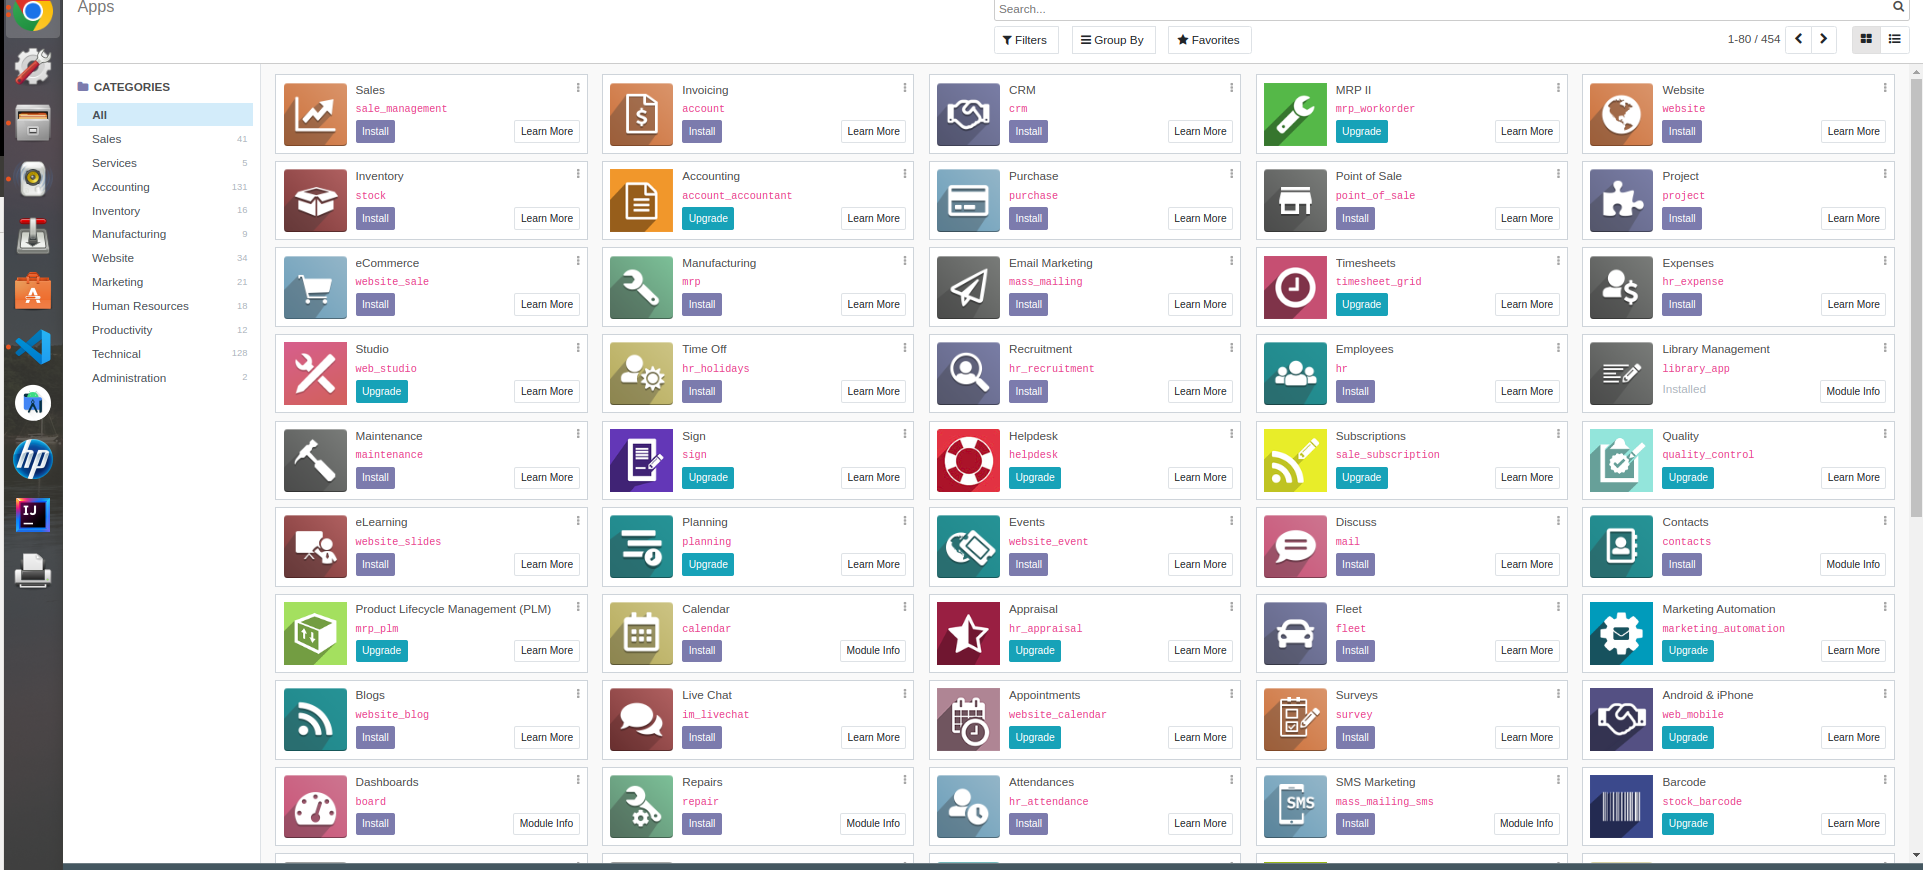 Apps
Search...
Filters
Group By
Favorites
1-80 / 454
CATEGORIES
All
Sales 41
Services 5
Accounting 131
Inventory 16
Manufacturing 9
Website 34
Marketing 21
Human Resources 18
Productivity 12
Technical 128
Administration 2
Sales
sale_management
Install Learn More
Invoicing
account
Install Learn More
CRM
crm
Install Learn More
MRP II
mrp_workorder
Upgrade Learn More
Website
website
Install Learn More
Inventory
stock
Install Learn More
Accounting
account_accountant
Upgrade Learn More
Purchase
purchase
Install Learn More
Point of Sale
point_of_sale
Install Learn More
Project
project
Install Learn More
eCommerce
website_sale
Install Learn More
Manufacturing
mrp
Install Learn More
Email Marketing
mass_mailing
Install Learn More
Timesheets
timesheet_grid
Upgrade Learn More
Expenses
hr_expense
Install Learn More
Studio
web_studio
Upgrade Learn More
Time Off
hr_holidays
Install Learn More
Recruitment
hr_recruitment
Install Learn More
Employees
hr
Install Learn More
Library Management
library_app
Installed Module Info
Maintenance
maintenance
Install Learn More
Sign
sign
Upgrade Learn More
Helpdesk
helpdesk
Upgrade Learn More
Subscriptions
sale_subscription
Upgrade Learn More
Quality
quality_control
Upgrade Learn More
eLearning
website_slides
Install Learn More
Planning
planning
Upgrade Learn More
Events
website_event
Install Learn More
Discuss
mail
Install Learn More
Contacts
contacts
Install Module Info
Product Lifecycle Management (PLM)
mrp_plm
Upgrade Learn More
Calendar
calendar
Install Module Info
Appraisal
hr_appraisal
Upgrade Learn More
Fleet
fleet
Install Learn More
Marketing Automation
marketing_automation
Upgrade Learn More
Blogs
website_blog
Install Learn More
Live Chat
im_livechat
Install Learn More
Appointments
website_calendar
Upgrade Learn More
Surveys
survey
Install Learn More
Android & iPhone
web_mobile
Upgrade Learn More
Dashboards
board
Install Module Info
Repairs
repair
Install Module Info
Attendances
hr_attendance
Install Learn More
SMS
SMS Marketing
mass_mailing_sms
Install Module Info
Barcode
stock_barcode
Upgrade Learn More
hp
IJ